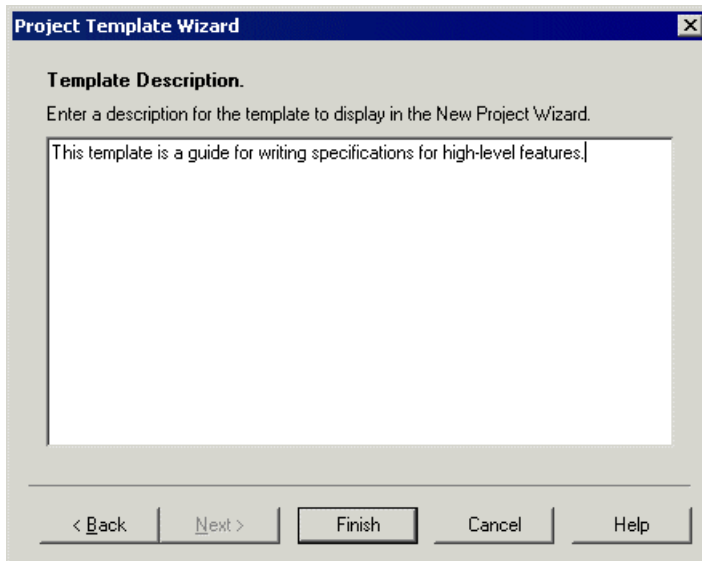 Project Template Wizard
Template Description.
Enter a description for the template to display in the New Project Wizard.
This template is a guide for writing specifications for high-level features.
< Back Next > Finish Cancel Help